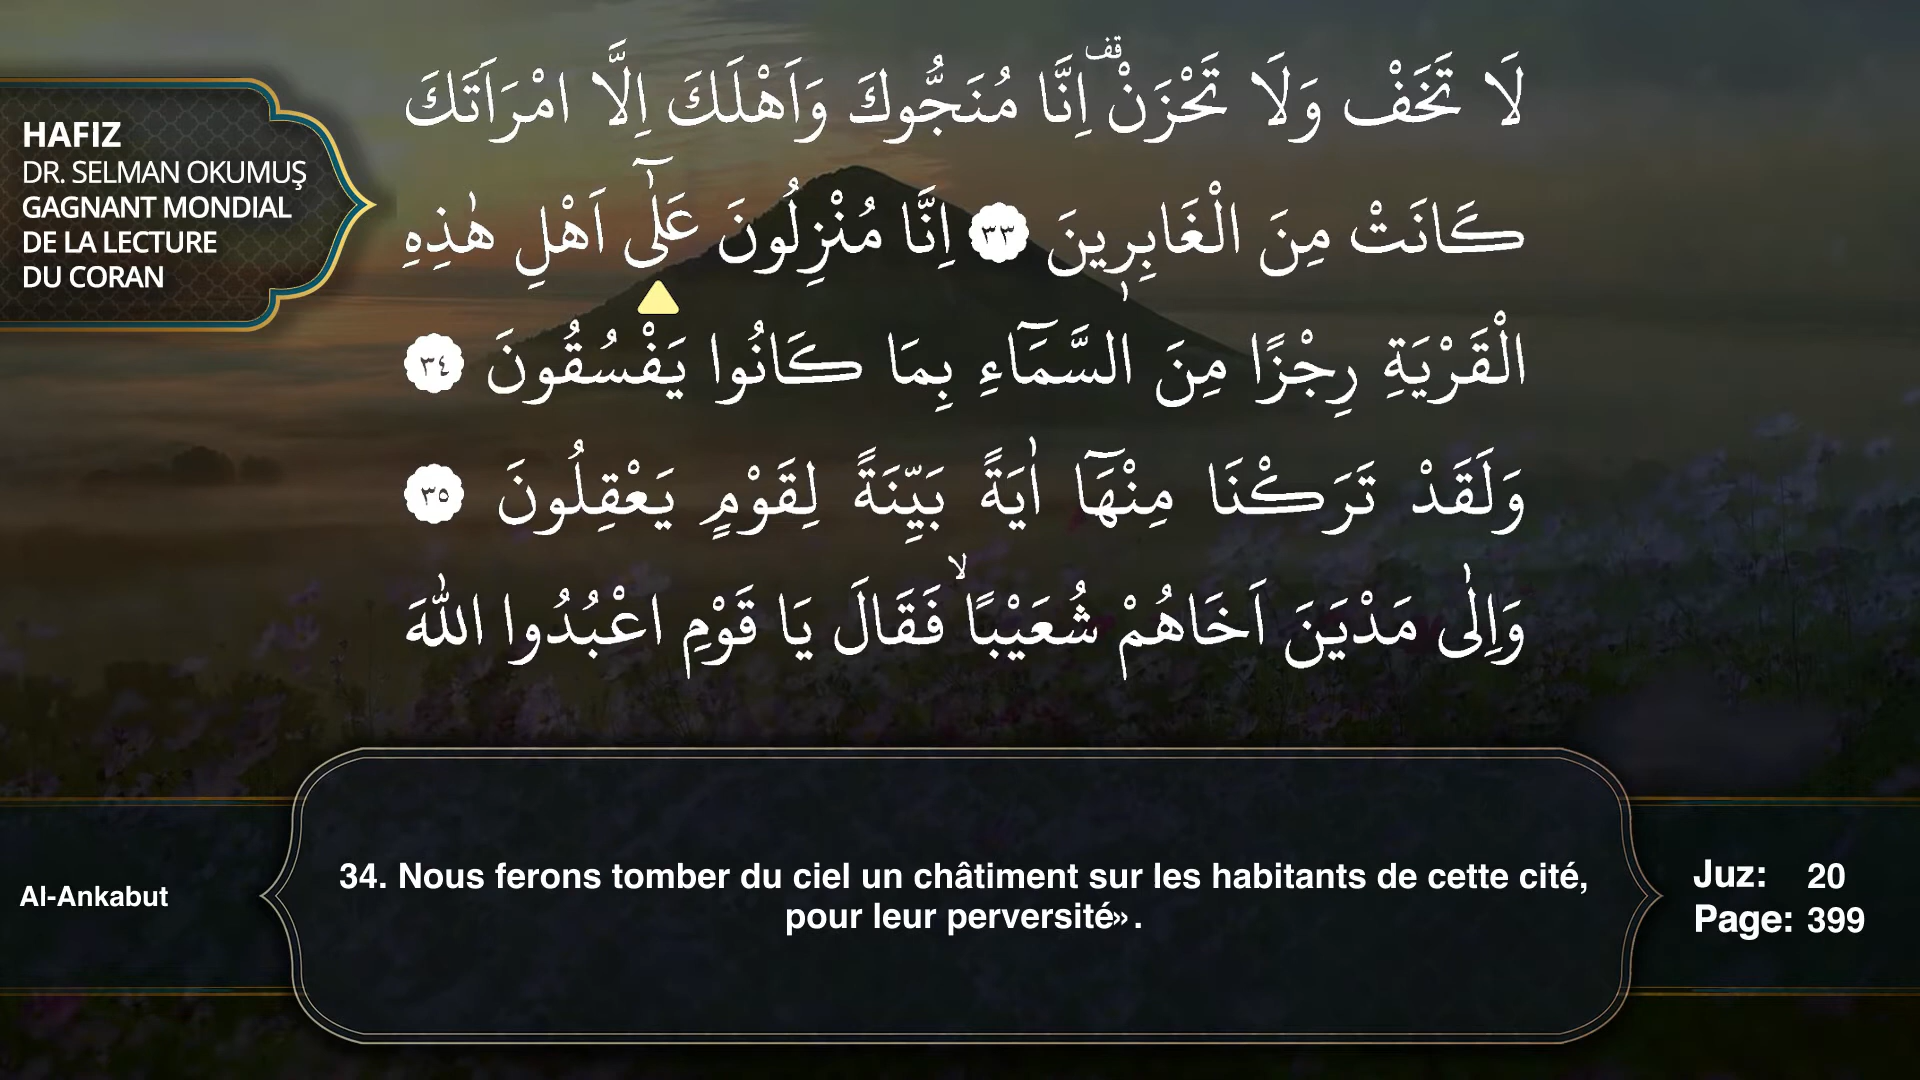 لَا تَخَفْ وَلَا تَحْزَنْ ۠ اِنَّا مُنَجُّوكَ وَاَهْلَكَ اِلَّا امْرَاَتَكَ
كَانَتْ مِنَ الْغَابِرٖينَ ﴿٣٣﴾ اِنَّا مُنْزِلُونَ عَلٰٓى اَهْلِ هٰذِهِ
الْقَرْيَةِ رِجْزًا مِنَ السَّمَٓاءِ بِمَا كَانُوا يَفْسُقُونَ ﴿٣٤﴾
وَلَقَدْ تَرَكْنَا مِنْهَٓا اٰيَةً بَيِّنَةً لِقَوْمٍ يَعْقِلُونَ ﴿٣٥﴾
وَاِلٰى مَدْيَنَ اَخَاهُمْ شُعَيْبًاۙ فَقَالَ يَا قَوْمِ اعْبُدُوا اللّٰهَ
HAFIZ
DR. SELMAN OKUMUŞ
GAGNANT MONDIAL
DE LA LECTURE
DU CORAN
34. Nous ferons tomber du ciel un châtiment sur les habitants de cette cité,
pour leur perversité».
Al-Ankabut
Juz: 20
Page: 399